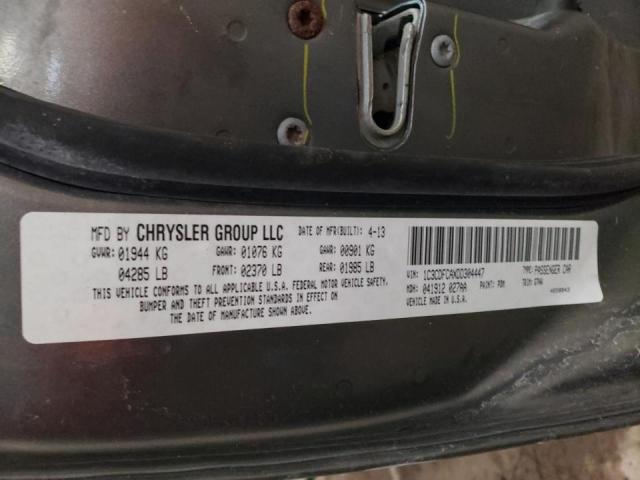 MFD BY CHRYSLER GROUP LLC DATE OF MFR(BUILT): 4-13
GVWR: 01944 KG GAWR: 01076 KG GAWR: 00901 KG
04285 LB FRONT: 02370 LB REAR: 01985 LB
THIS VEHICLE CONFORMS TO ALL APPLICABLE U.S.A. FEDERAL MOTOR VEHICLE SAFETY,
BUMPER AND THEFT PREVENTION STANDARDS IN EFFECT ON
THE DATE OF MANUFACTURE SHOWN ABOVE.
VIN: 1C3CDFCAXDD304447 TYPE: PASSENGER CAR
MDH: 041912 027AA PAINT: PDM TRIM: